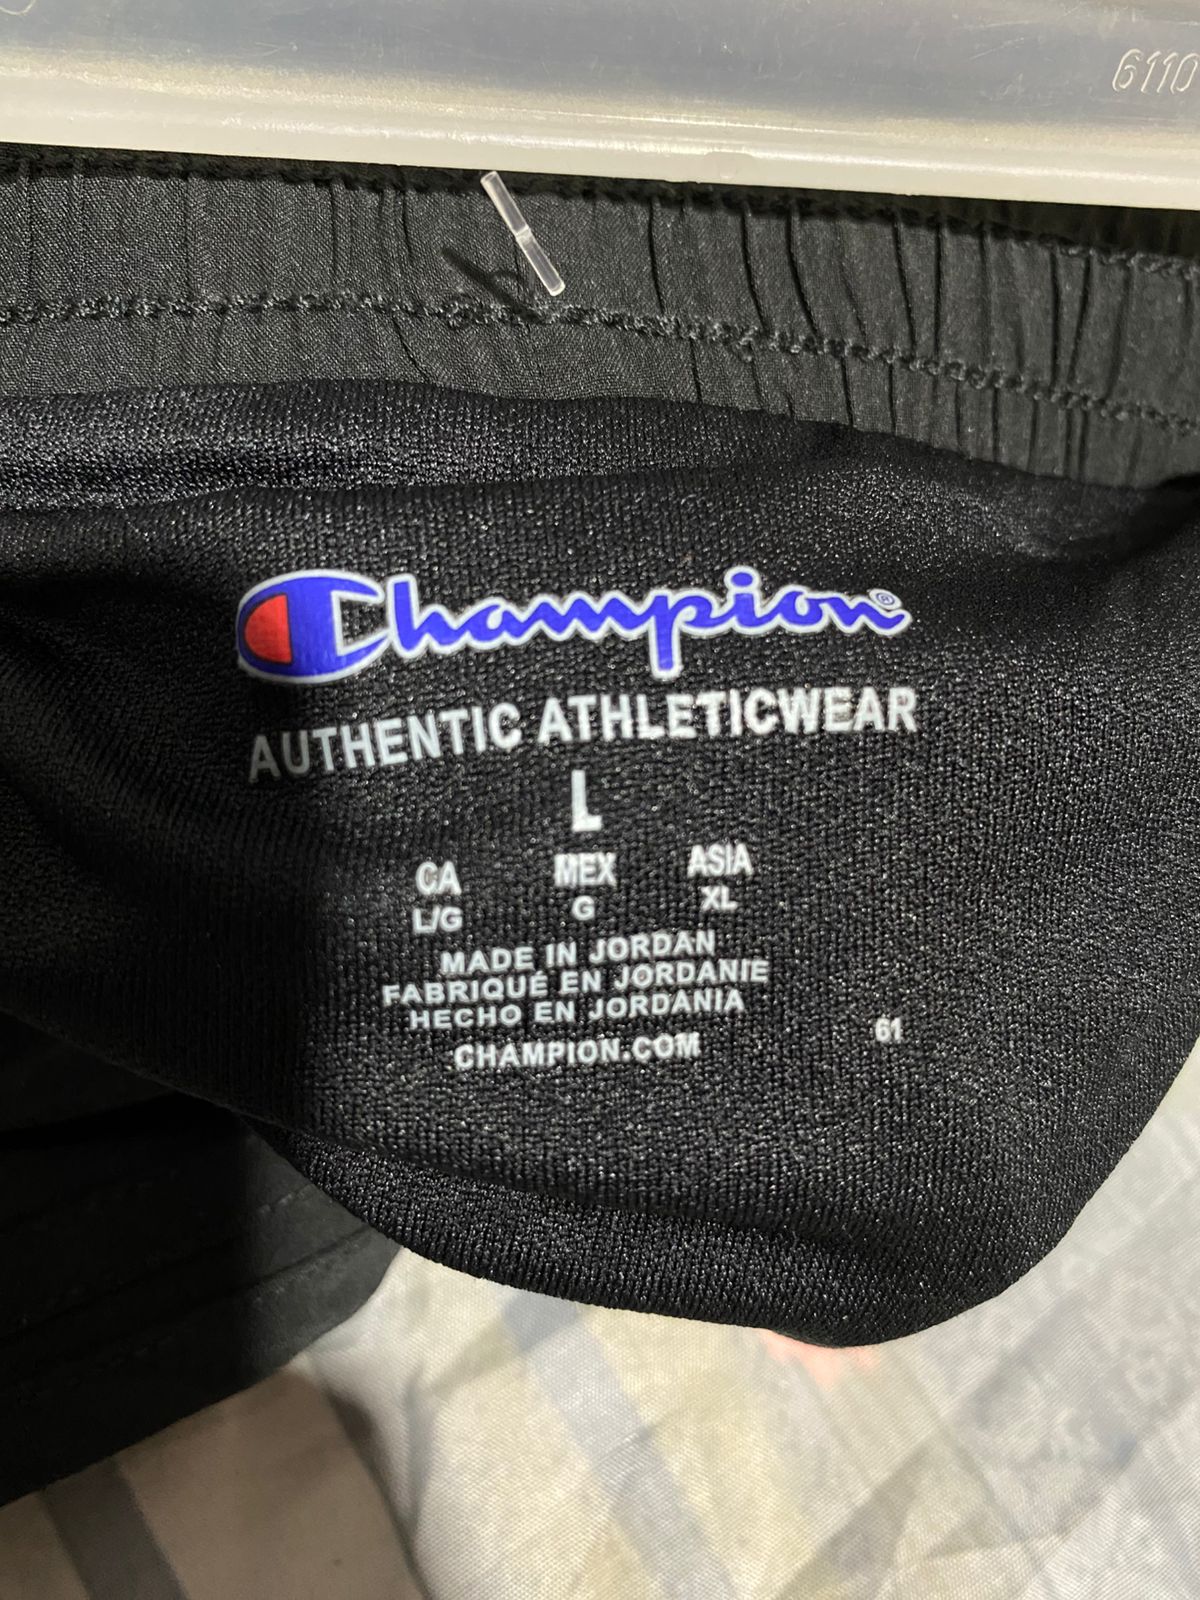 6110
Champion®
AUTHENTIC ATHLETICWEAR
L
CA MEX ASIA
L/G G XL
MADE IN JORDAN
FABRIQUÉ EN JORDANIE
HECHO EN JORDANIA
61
CHAMPION.COM